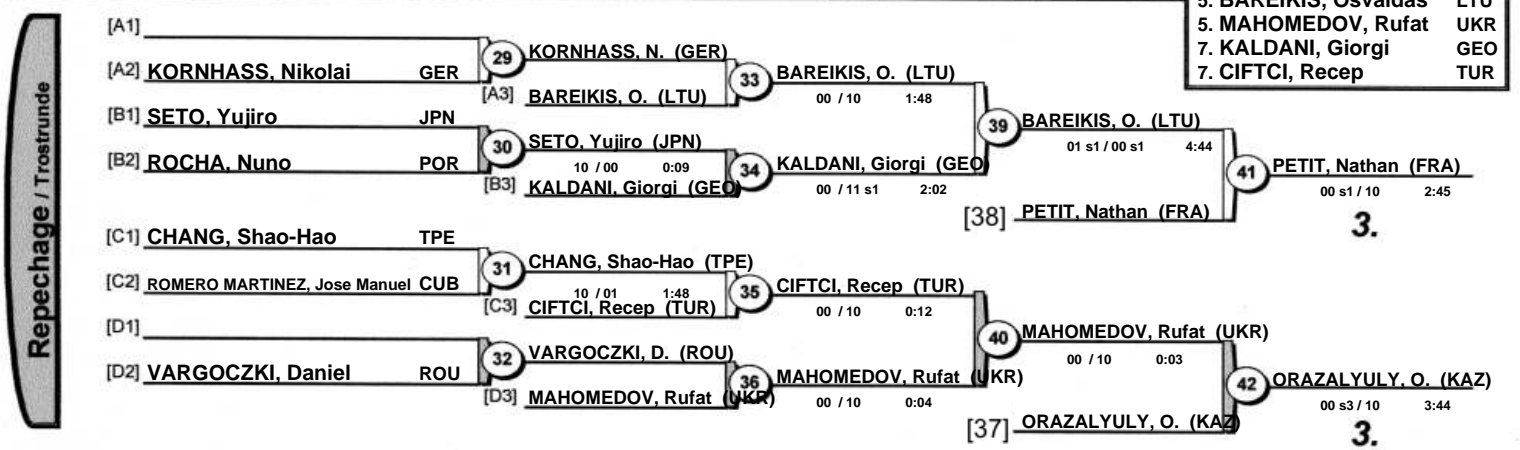 5. BAREIKIS, Osvaldas LTU
5. MAHOMEDOV, Rufat UKR
7. KALDANI, Giorgi GEO
7. CIFTCI, Recep TUR
Repechage / Trostrunde
[A1]
[A2] KORNHASS, Nikolai GER
[B1] SETO, Yujiro JPN
[B2] ROCHA, Nuno POR
[C1] CHANG, Shao-Hao TPE
[C2] ROMERO MARTINEZ, Jose Manuel CUB
[D1]
[D2] VARGOCZKI, Daniel ROU
29 KORNHASS, N. (GER)
[A3] BAREIKIS, O. (LTU)
30 SETO, Yujiro (JPN)
10 / 00 0:09
[B3] KALDANI, Giorgi (GEO)
31 CHANG, Shao-Hao (TPE)
10 / 01 1:48
[C3] CIFTCI, Recep (TUR)
32 VARGOCZKI, D. (ROU)
[D3] MAHOMEDOV, Rufat (UKR)
33 BAREIKIS, O. (LTU)
00 / 10 1:48
34 KALDANI, Giorgi (GEO)
00 / 11 s1 2:02
35 CIFTCI, Recep (TUR)
00 / 10 0:12
36 MAHOMEDOV, Rufat (UKR)
00 / 10 0:04
39 BAREIKIS, O. (LTU)
01 s1 / 00 s1 4:44
[38] PETIT, Nathan (FRA)
40 MAHOMEDOV, Rufat (UKR)
00 / 10 0:03
[37] ORAZALYULY, O. (KAZ)
41 PETIT, Nathan (FRA)
00 s1 / 10 2:45
3.
42 ORAZALYULY, O. (KAZ)
00 s3 / 10 3:44
3.